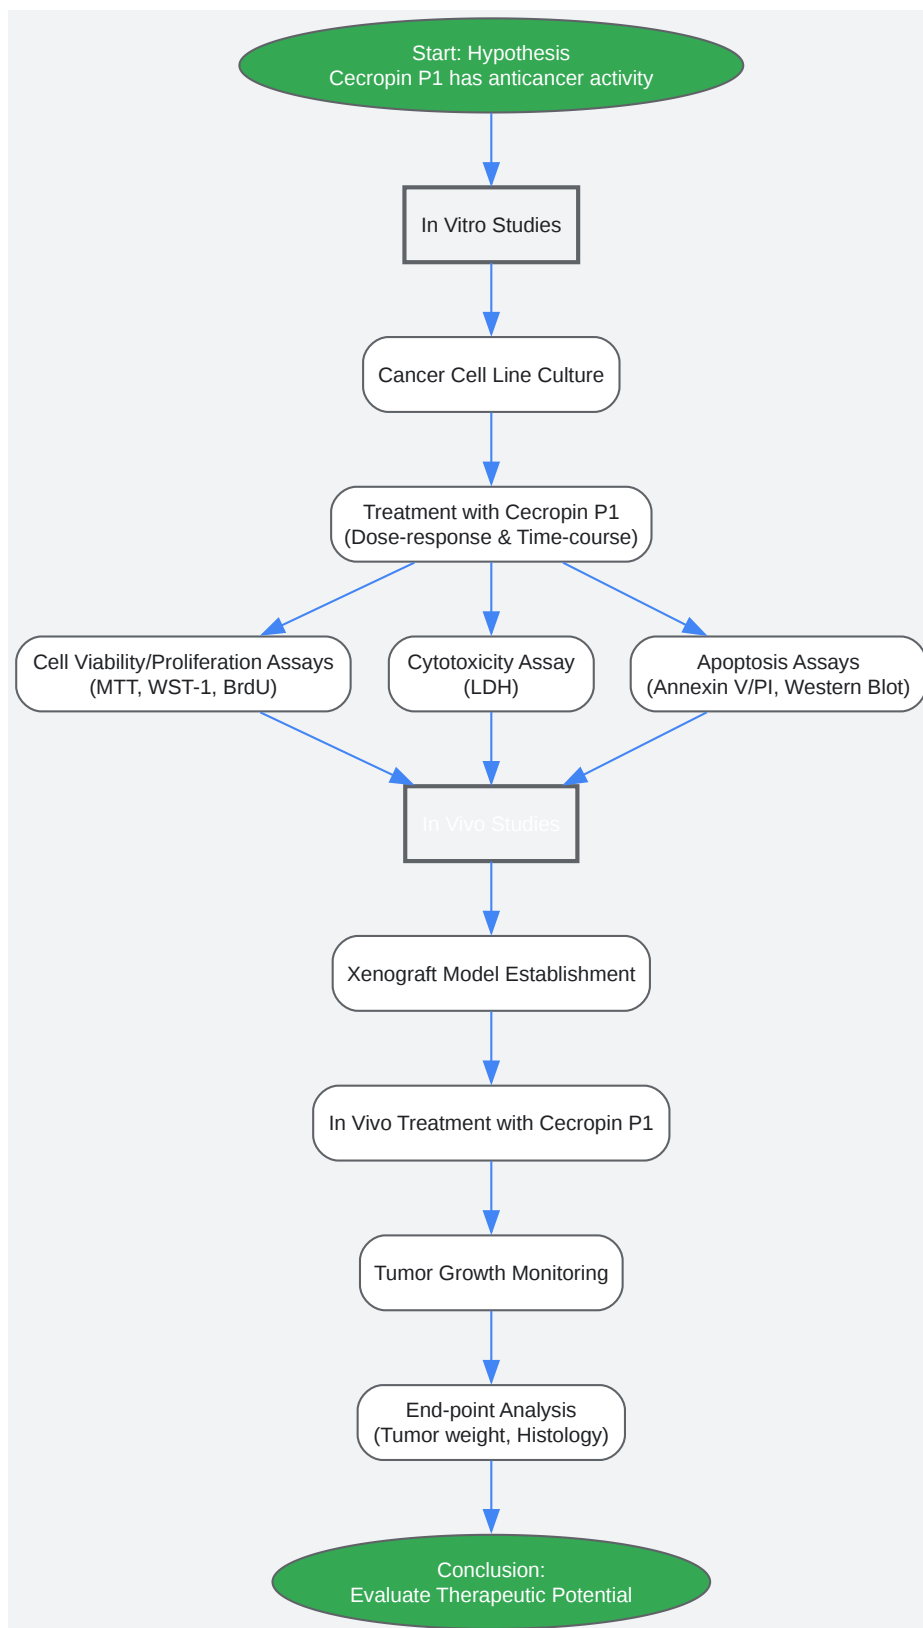 Start: Hypothesis
Cecropin P1 has anticancer activity
In Vitro Studies
Cancer Cell Line Culture
Treatment with Cecropin P1
(Dose-response & Time-course)
Cell Viability/Proliferation Assays
(MTT, WST-1, BrdU)
Cytotoxicity Assay
(LDH)
Apoptosis Assays
(Annexin V/PI, Western Blot)
In Vivo Studies
Xenograft Model Establishment
In Vivo Treatment with Cecropin P1
Tumor Growth Monitoring
End-point Analysis
(Tumor weight, Histology)
Conclusion:
Evaluate Therapeutic Potential